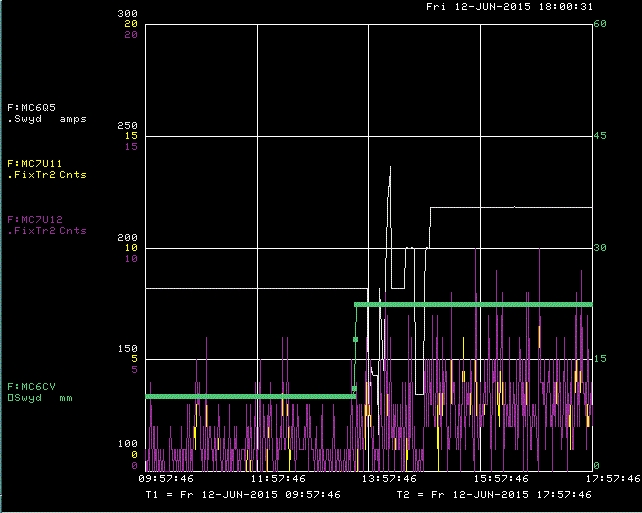 Fri 12-JUN-2015 18:00:31
300
20
20
60
F:MC6Q5
.Swyd amps
250
15
15
45
F:MC7U11
.FixTr2 Cnts
F:MC7U12
.FixTr2 Cnts
200
10
10
30
150
5
5
15
F:MC6CV
□Swyd mm
100
0
0
0
09:57:46 11:57:46 13:57:46 15:57:46 17:57:46
T1 = Fr 12-JUN-2015 09:57:46 T2 = Fr 12-JUN-2015 17:57:46